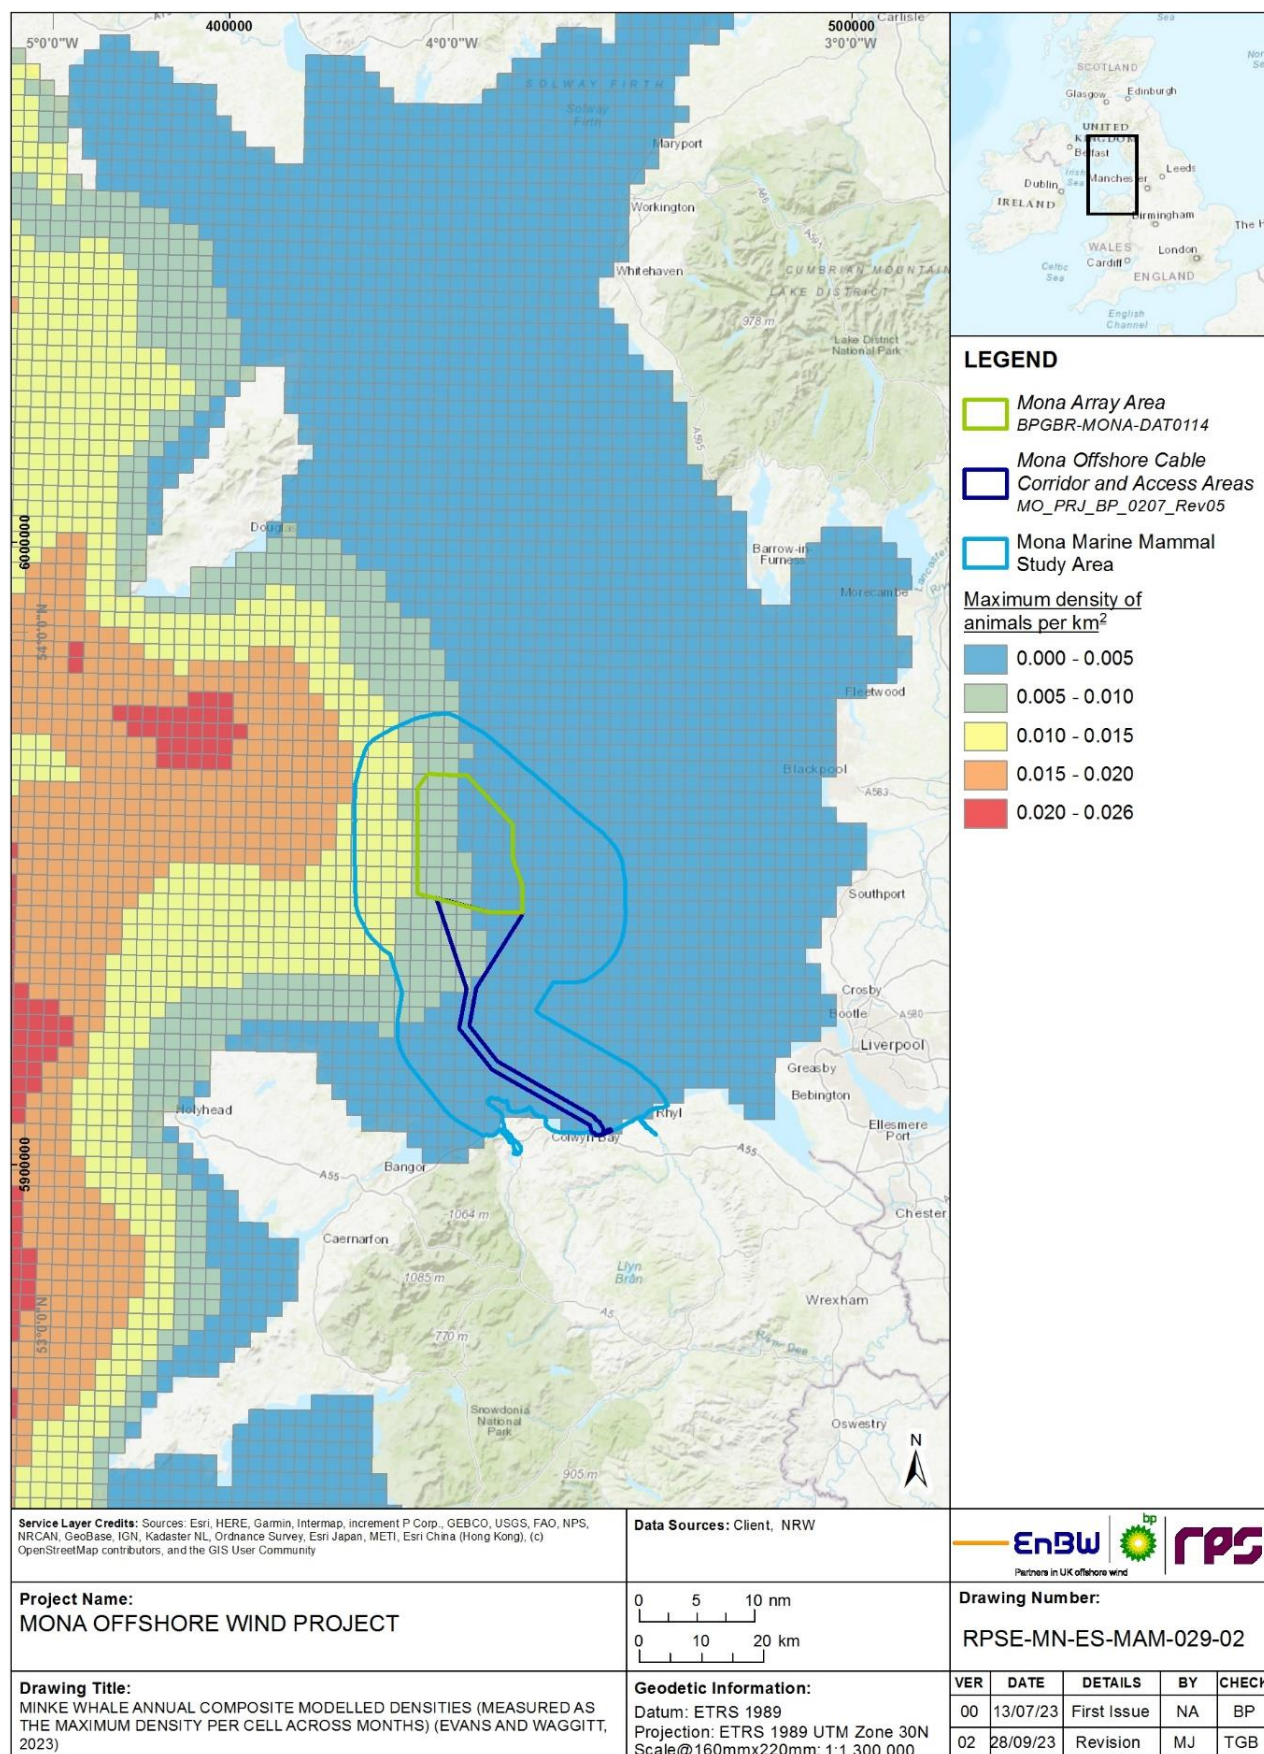 400000
500000
5°0'0"W
4°0'0"W
3°0'0"W
Carlisle
SOLWAY FIRTH
Solway
Firth
Maryport
Workington
Whitehaven
A66
A591
CUMBRIAN MOUNTAIN
LAKE DISTRICT
978 m
Lake District
National Park
A595
Douglas
6000000
54°0'0"N
Barrow-in-
Furness
Morecambe
Lancaster
Fleetwood
Blackpool
A583
Southport
Crosby
Bootle
A580
Liverpool
Greasby
Bebington
Holyhead
Rhyl
Ellesmere
Port
Colwyn Bay
A55
5900000
Bangor
A55
Chester
1064 m
Caernarfon
Llyn
Brân
1085 m
Wrexham
A5
53°0'0"N
770 m
River Dee
Snowdonia
National
Park
Oswestry
905 m
N
Sea
SCOTLAND
Glasgow
Edinburgh
UNITED
KINGDOM
Belfast
Irish
Sea
Manchester
Leeds
Dublin
IRELAND
Birmingham
The H
WALES
London
Cardiff
Celtic
Sea
ENGLAND
English
Channel
LEGEND
Mona Array Area
BPGBR-MONA-DAT0114
Mona Offshore Cable
Corridor and Access Areas
MO_PRJ_BP_0207_Rev05
Mona Marine Mammal
Study Area
Maximum density of
animals per km²
0.000 - 0.005
0.005 - 0.010
0.010 - 0.015
0.015 - 0.020
0.020 - 0.026
Service Layer Credits: Sources: Esri, HERE, Garmin, Intermap, increment P Corp., GEBCO, USGS, FAO, NPS,
NRCAN, GeoBase, IGN, Kadaster NL, Ordnance Survey, Esri Japan, METI, Esri China (Hong Kong), (c)
OpenStreetMap contributors, and the GIS User Community
Data Sources: Client, NRW
EnBW
bp
rps
Partners in UK offshore wind
Project Name:
MONA OFFSHORE WIND PROJECT
0 5 10 nm
0 10 20 km
Drawing Number:
RPSE-MN-ES-MAM-029-02
Drawing Title:
MINKE WHALE ANNUAL COMPOSITE MODELLED DENSITIES (MEASURED AS
THE MAXIMUM DENSITY PER CELL ACROSS MONTHS) (EVANS AND WAGGITT,
2023)
Geodetic Information:
Datum: ETRS 1989
Projection: ETRS 1989 UTM Zone 30N
Scale@160mmx220mm: 1:1,300,000
VER DATE DETAILS BY CHECK
00 13/07/23 First Issue NA BP
02 28/09/23 Revision MJ TGB